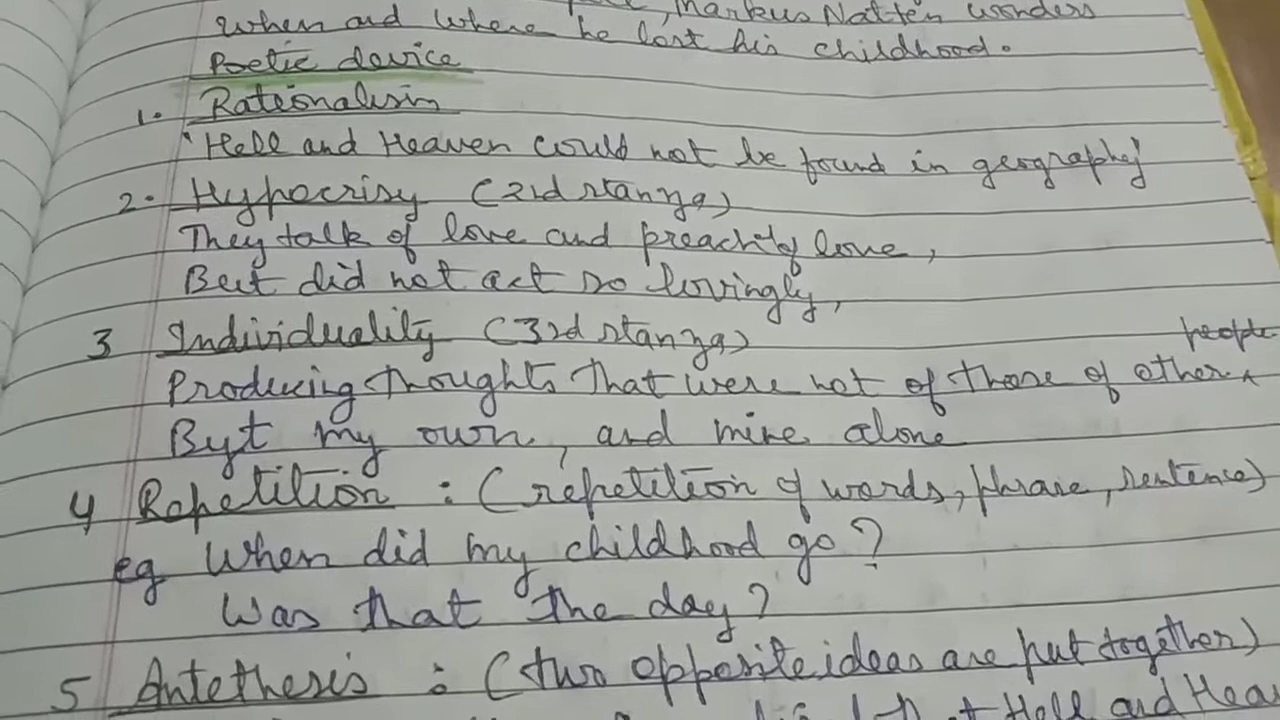 Markus Natten wonders
when and where he lost his childhood.
Poetic device
1. Rationalism
"Hell and Heaven could not be found in geography"
2. Hypocrisy (2nd stanza)
They talk of love and preach of love,
But did not act so lovingly,
3 Individuality (3rd stanza)
people
Producing thoughts that were not of those of other ^
Byt my own, and mine alone
4 Repetition : (repetition of words, phrase, sentence)
eg When did my childhood go?
Was that the day?
5 Antethesis : (two opposite ideas are put together)
Hell and Hea